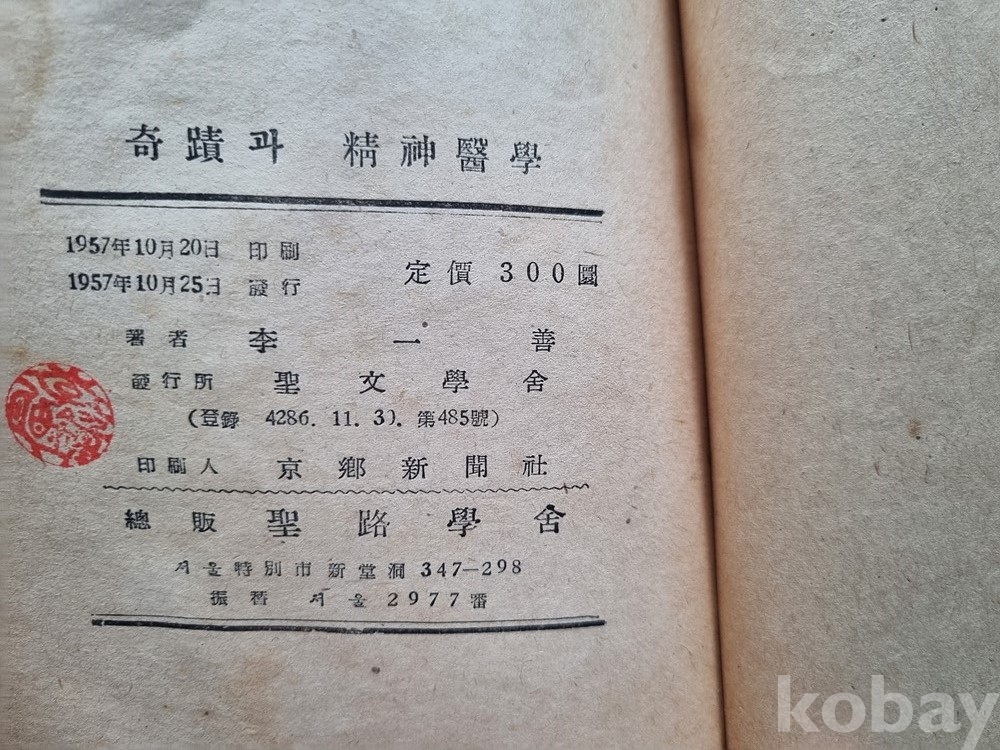 奇蹟과 精神醫學
1957年10月20日 印刷
1957年10月25日 發行
定價 300圜
著者 李一善
發行所 聖文學舍
(登錄 4286. 11. 3). 第485號)
印刷人 京鄕新聞社
總販 聖路學舍
서울特別市新堂洞 347—298
振替 서울 2977番
kobay